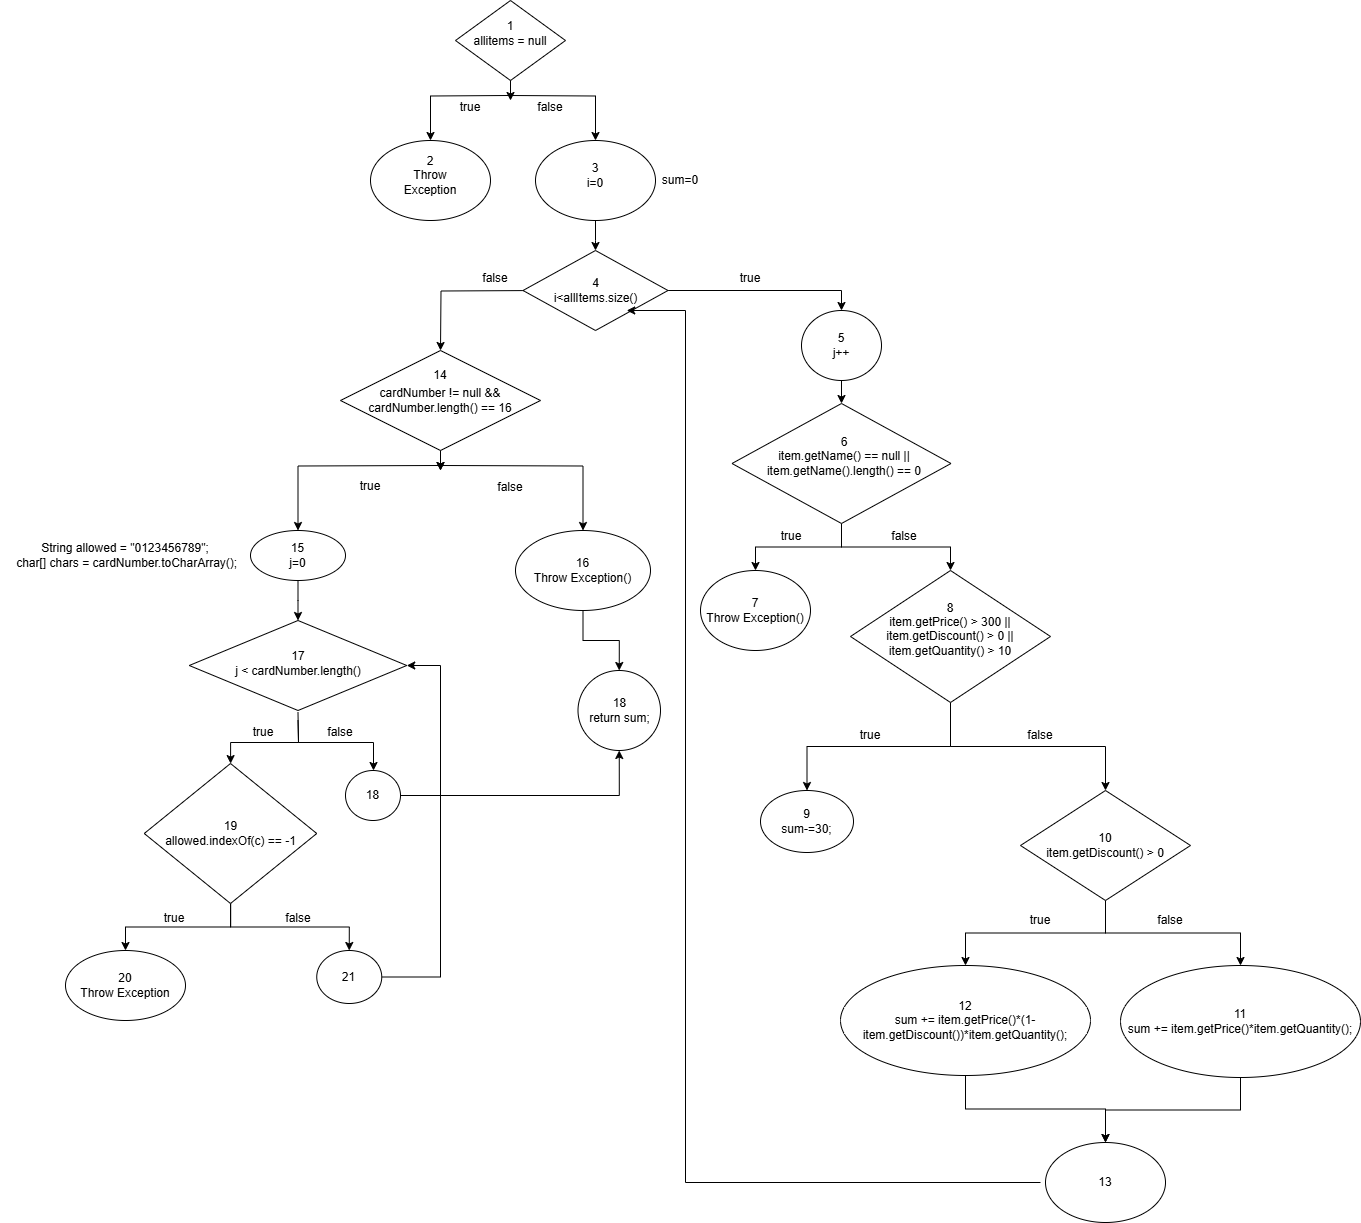 1
allitems = null
true
false
2
Throw
Exception
3
i=0
sum=0
false
4
i<allItems.size()
true
5
j++
14
cardNumber != null &&
cardNumber.length() == 16
6
item.getName() == null ||
item.getName().length() == 0
true
false
true
false
String allowed = "0123456789";
char[] chars = cardNumber.toCharArray();
15
j=0
16
Throw Exception()
7
Throw Exception()
8
item.getPrice() > 300 ||
item.getDiscount() > 0 ||
item.getQuantity() > 10
17
j < cardNumber.length()
18
return sum;
true
false
true
false
18
9
sum-=30;
19
allowed.indexOf(c) == -1
10
item.getDiscount() > 0
true
false
true
false
20
Throw Exception
21
12
sum += item.getPrice()*(1-
item.getDiscount())*item.getQuantity();
11
sum += item.getPrice()*item.getQuantity();
13